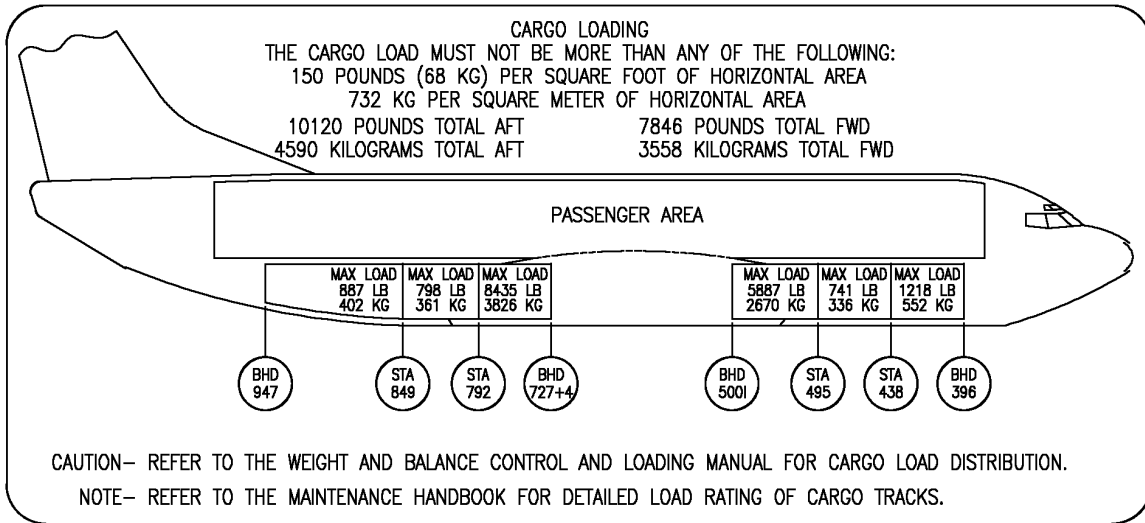 CARGO LOADING
THE CARGO LOAD MUST NOT BE MORE THAN ANY OF THE FOLLOWING:
150 POUNDS (68 KG) PER SQUARE FOOT OF HORIZONTAL AREA
732 KG PER SQUARE METER OF HORIZONTAL AREA
10120 POUNDS TOTAL AFT 7846 POUNDS TOTAL FWD
4590 KILOGRAMS TOTAL AFT 3558 KILOGRAMS TOTAL FWD
PASSENGER AREA
MAX LOAD MAX LOAD MAX LOAD MAX LOAD MAX LOAD MAX LOAD
887 LB 798 LB 8435 LB 5887 LB 741 LB 1218 LB
402 KG 361 KG 3826 KG 2670 KG 336 KG 552 KG
BHD STA STA BHD BHD STA STA BHD
947 849 792 727+4 500I 495 438 396
CAUTION– REFER TO THE WEIGHT AND BALANCE CONTROL AND LOADING MANUAL FOR CARGO LOAD DISTRIBUTION.
NOTE– REFER TO THE MAINTENANCE HANDBOOK FOR DETAILED LOAD RATING OF CARGO TRACKS.